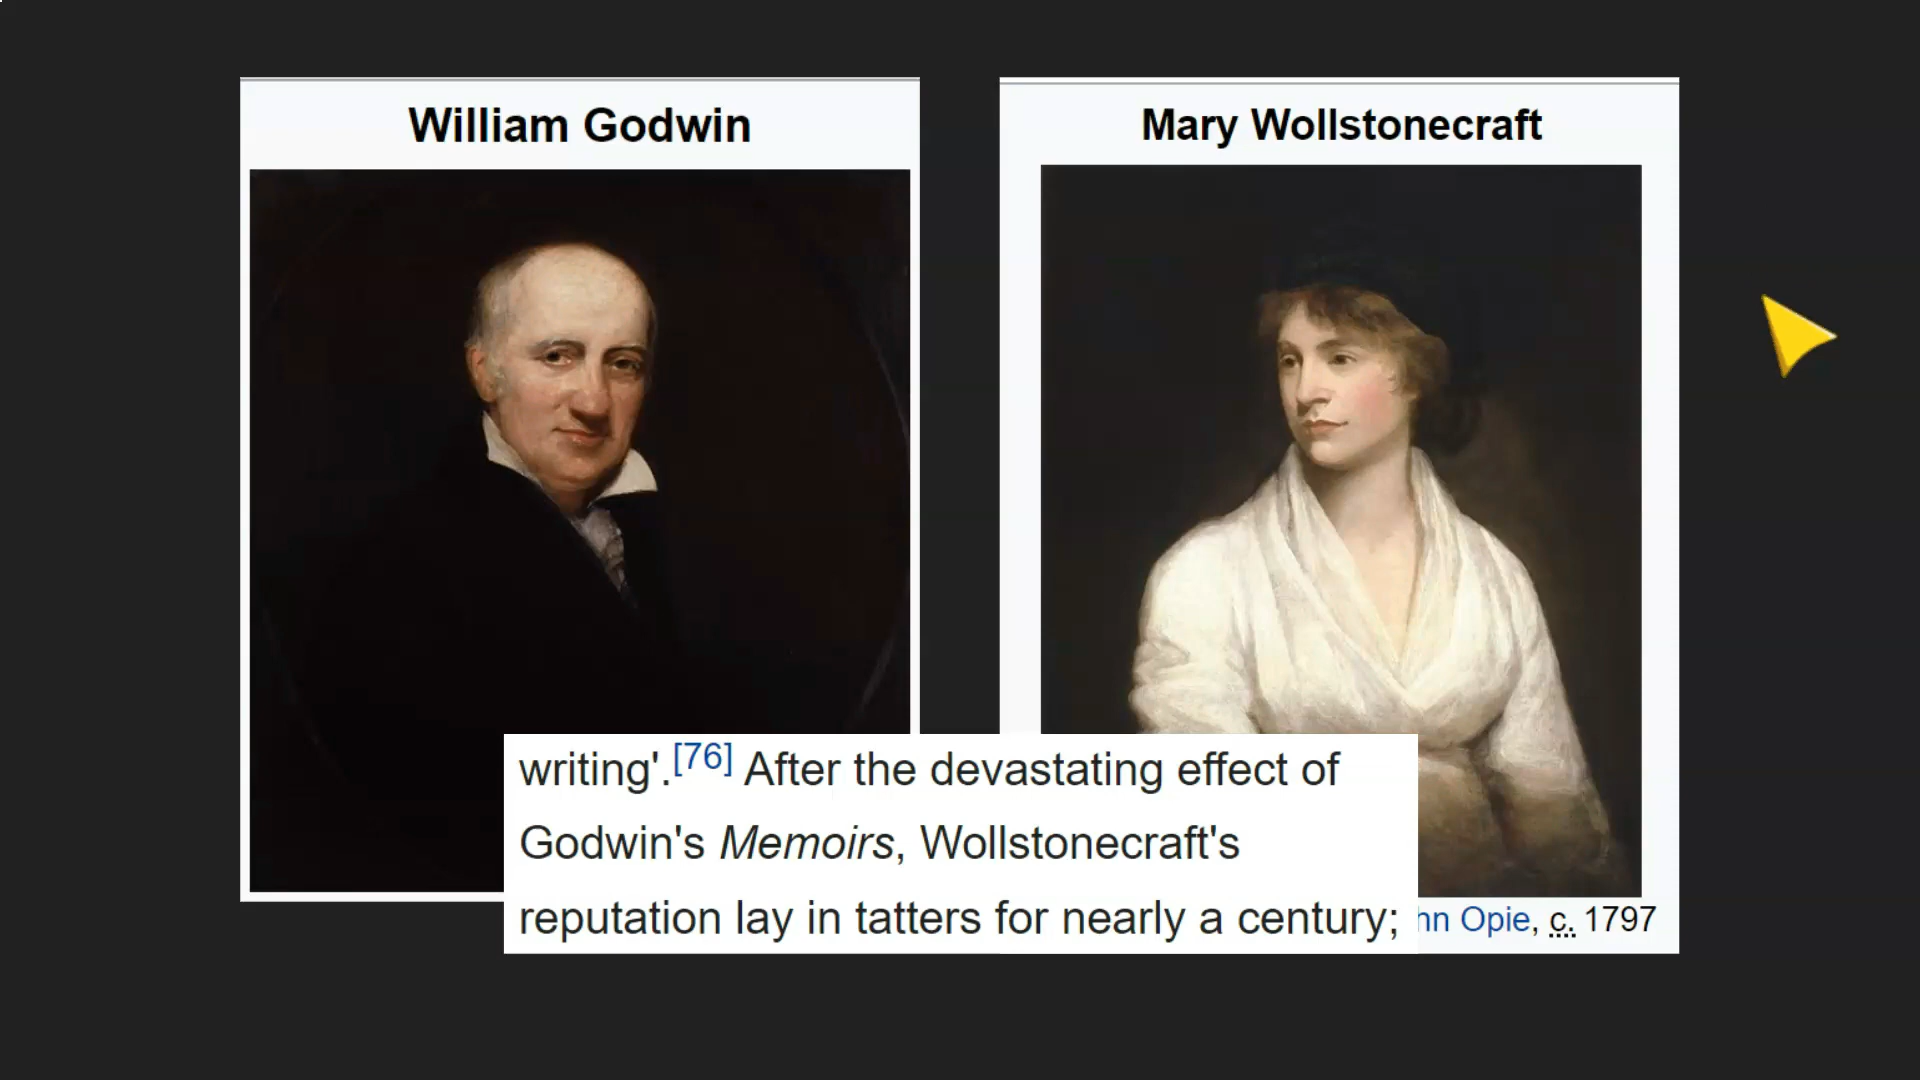 William Godwin
Mary Wollstonecraft
writing'.[76] After the devastating effect of
Godwin's Memoirs, Wollstonecraft's
reputation lay in tatters for nearly a century;
Opie, c. 1797